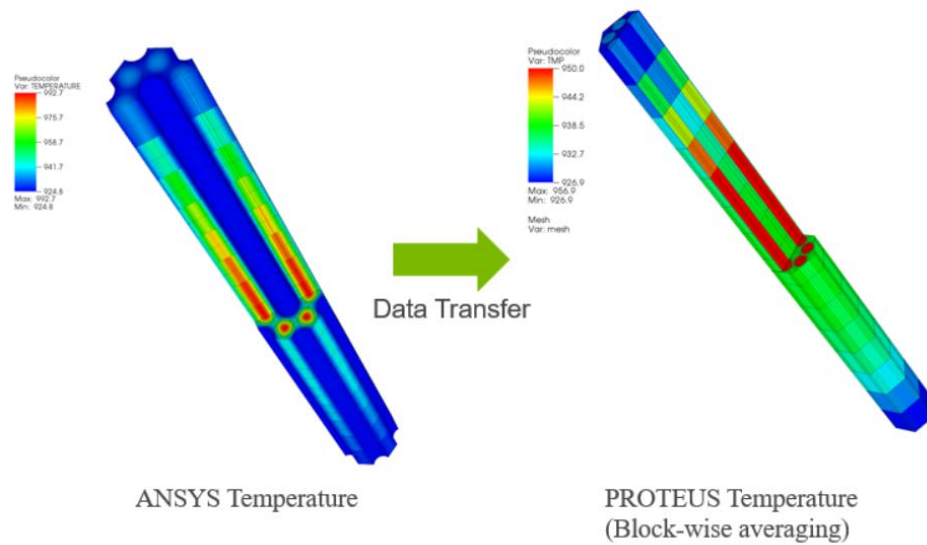 Pseudocolor
Var: TEMPERATURE
992.7
975.7
958.7
941.7
924.8
Max: 992.7
Min: 924.8
Pseudocolor
Var: TMP
950.0
944.2
938.5
932.7
926.9
Max: 956.9
Min: 926.9
Mesh
Var: mesh
Data Transfer
ANSYS Temperature
PROTEUS Temperature
(Block-wise averaging)